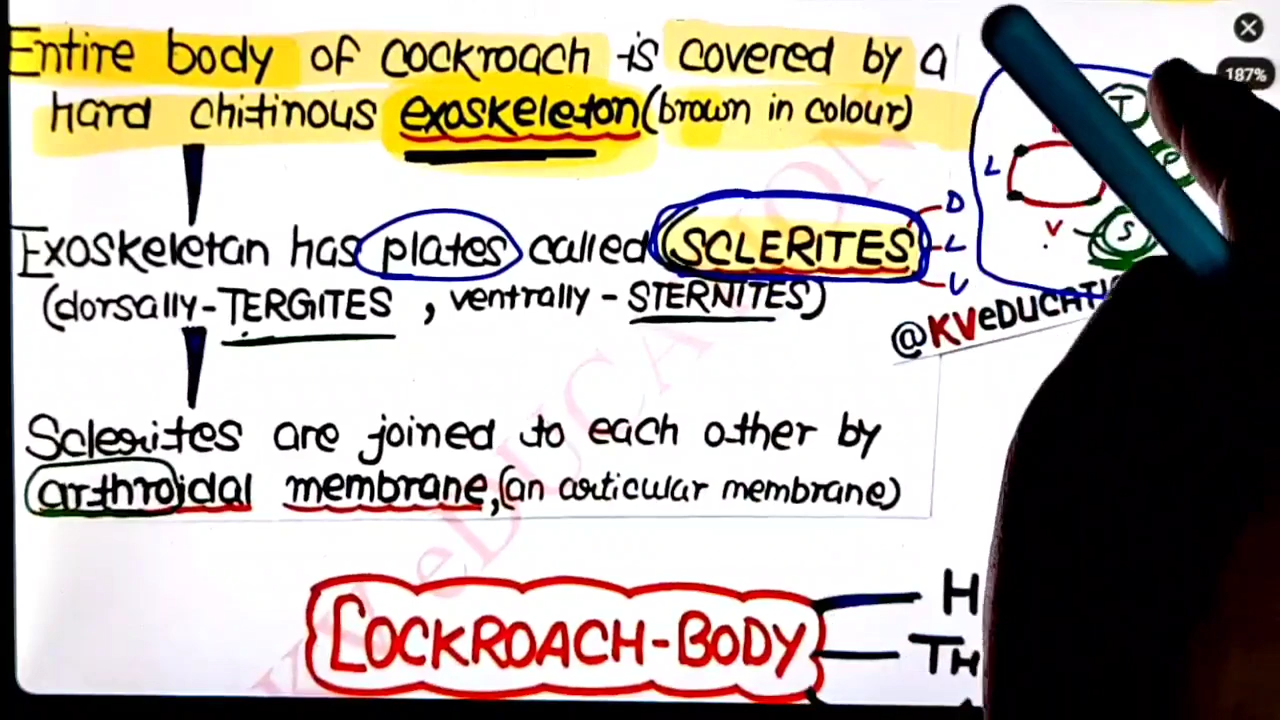 Entire body of cockroach is covered by a
hard chitinous exoskeleton (brown in colour)
187%
T
L
P
V
S
D
L
V
Exoskeletan has plates called SCLERITES
(dorsally-TERGITES, ventrally-STERNITES)
@KVeDUCATI
Sclerites are joined to each other by
arthroidal membrane, (an articular membrane)
COCKROACH-BODY
H
TH
KVeDUCATION